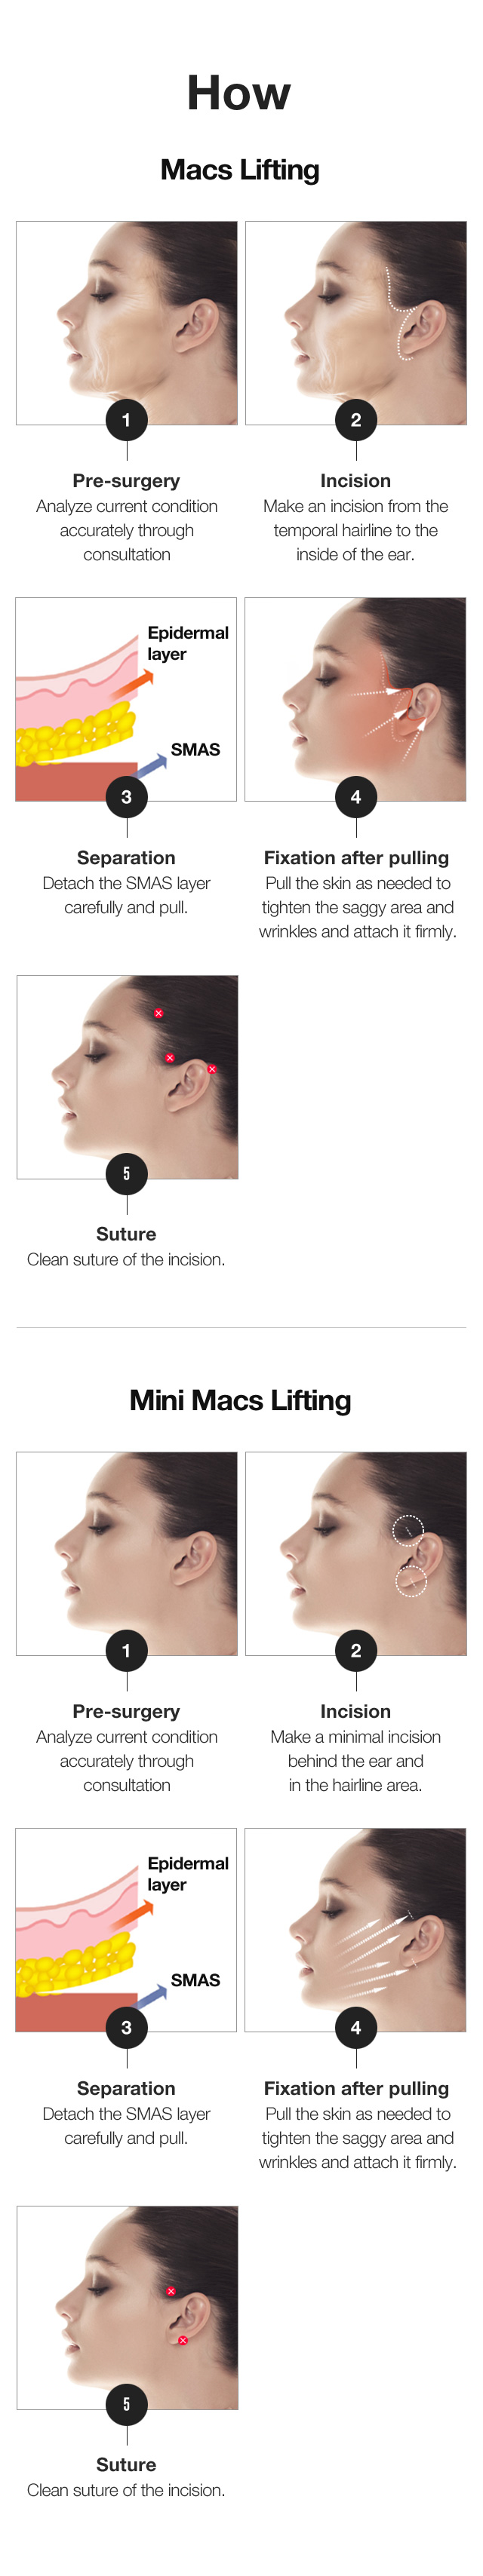 How
Macs Lifting
1
Pre-surgery
Analyze current condition
accurately through
consultation
2
Incision
Make an incision from the
temporal hairline to the
inside of the ear.
Epidermal
layer
SMAS
3
Separation
Detach the SMAS layer
carefully and pull.
4
Fixation after pulling
Pull the skin as needed to
tighten the saggy area and
wrinkles and attach it firmly.
5
Suture
Clean suture of the incision.
Mini Macs Lifting
1
Pre-surgery
Analyze current condition
accurately through
consultation
2
Incision
Make a minimal incision
behind the ear and
in the hairline area.
Epidermal
layer
SMAS
3
Separation
Detach the SMAS layer
carefully and pull.
4
Fixation after pulling
Pull the skin as needed to
tighten the saggy area and
wrinkles and attach it firmly.
5
Suture
Clean suture of the incision.